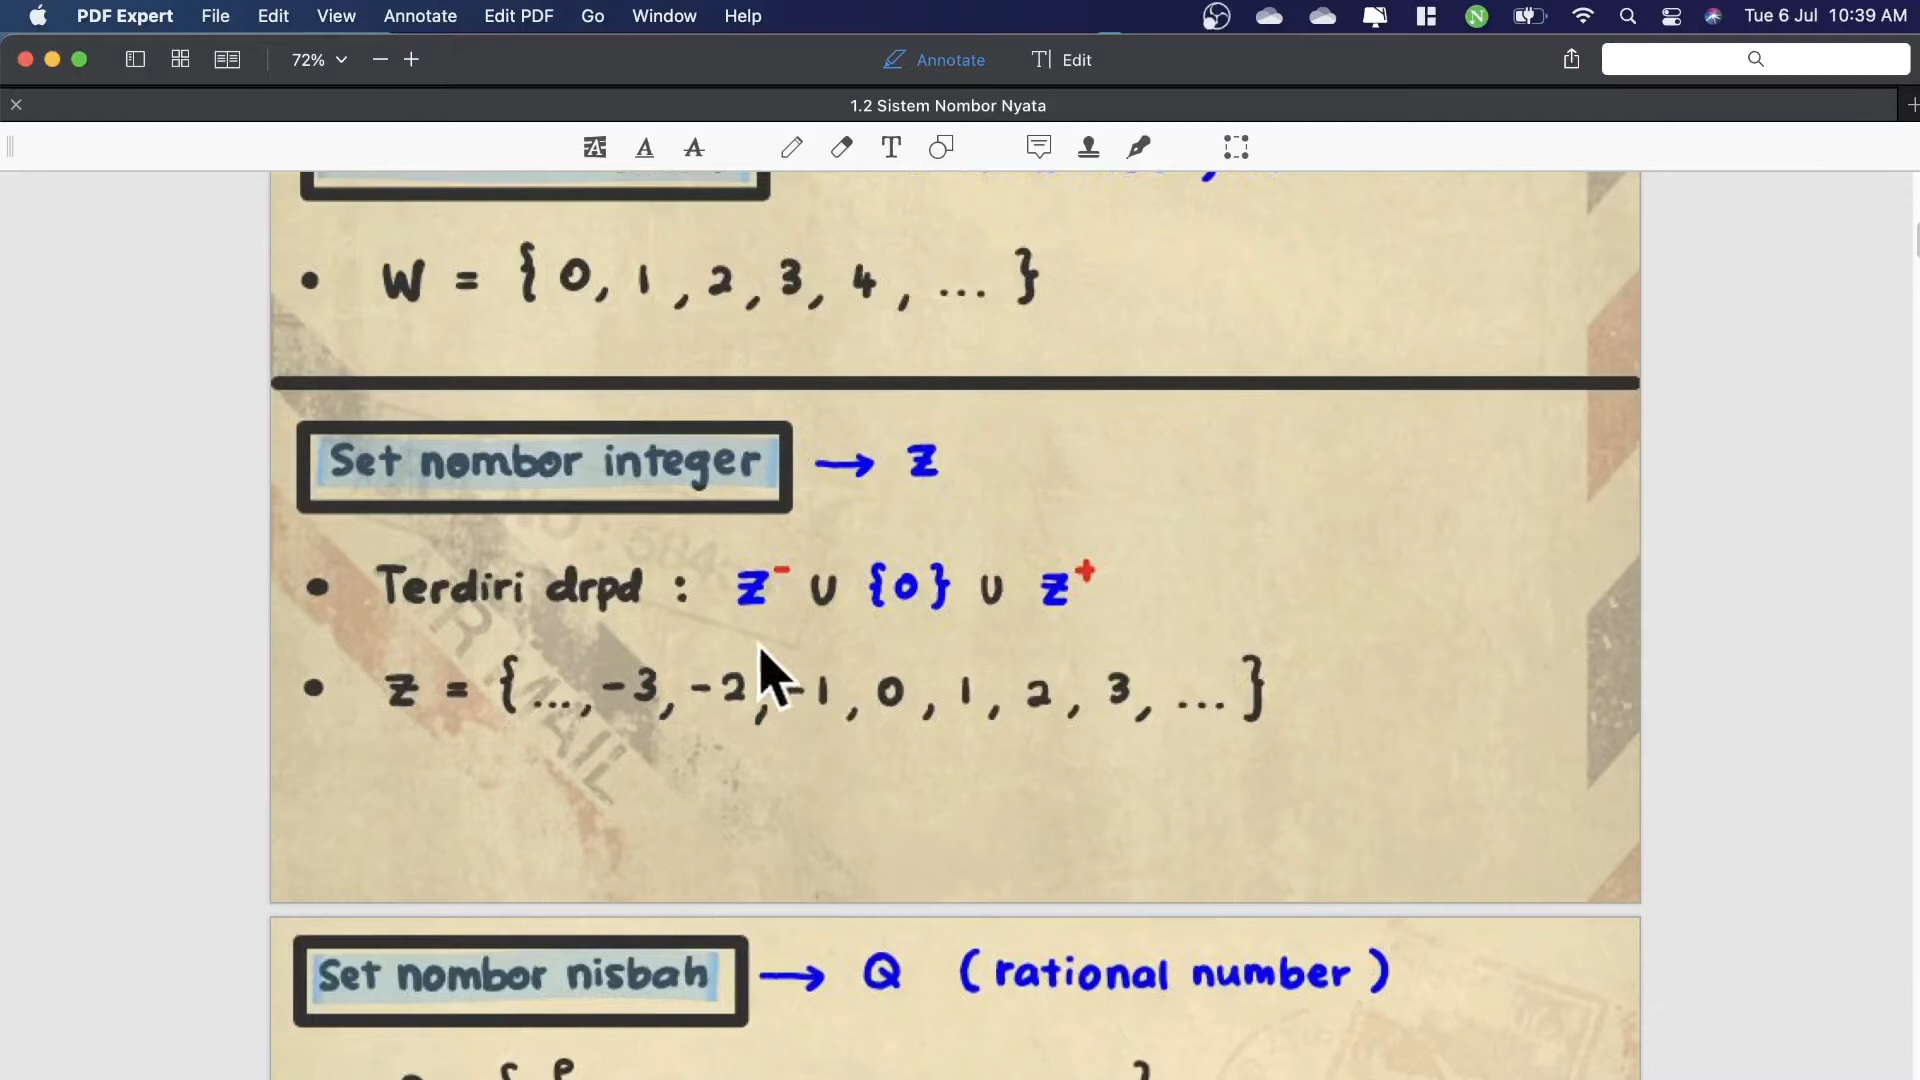 PDF Expert File Edit View Annotate Edit PDF Go Window Help Tue 6 Jul 10:39 AM
72% Annotate Edit
1.2 Sistem Nombor Nyata
• W = { 0, 1, 2, 3, 4, ... }
Set nombor integer → Z
• Terdiri drpd : Z⁻ ∪ {0} ∪ Z⁺
• Z = {..., -3, -2, -1, 0, 1, 2, 3, ... }
R MAIL
Set nombor nisbah → Q ( rational number )